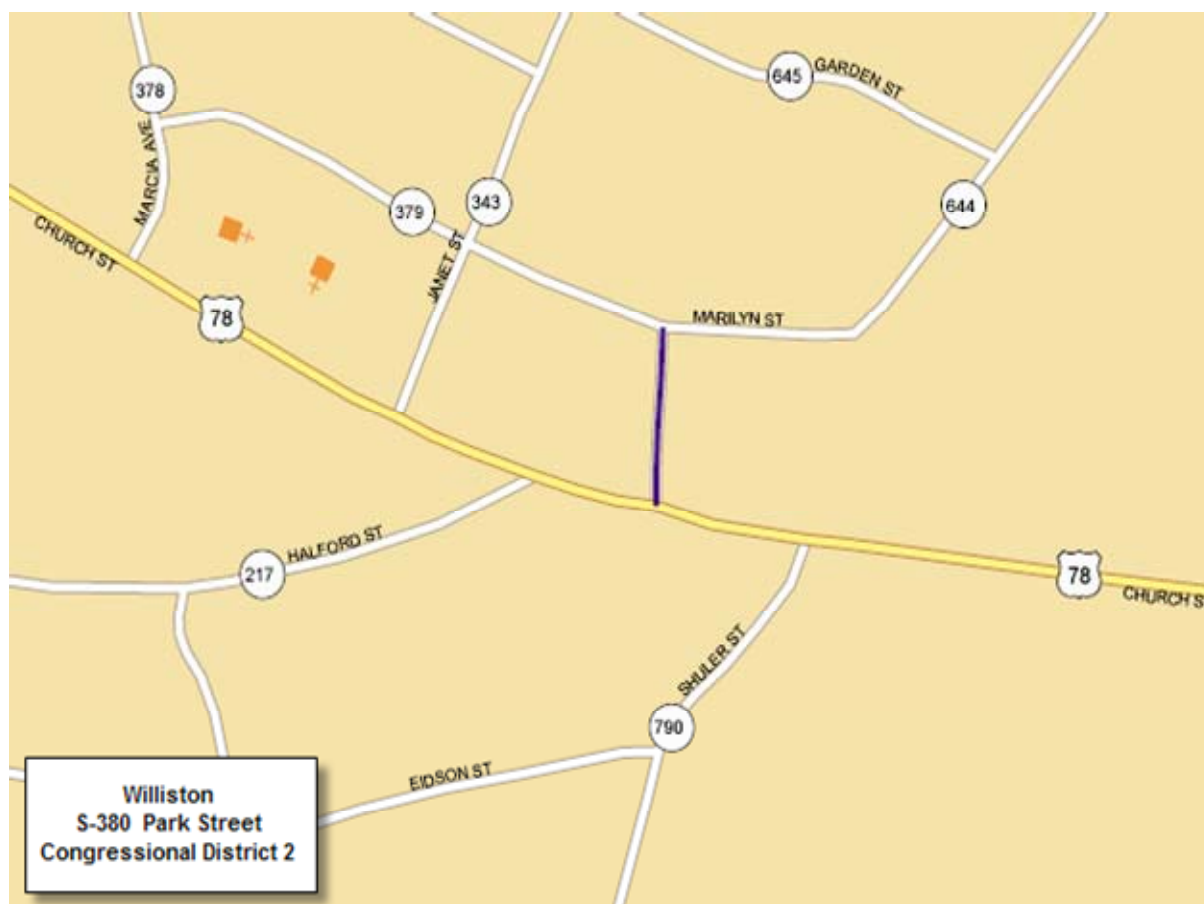 645
GARDEN ST
378
MARCIA AVE
379
343
644
CHURCH ST
JANET ST
78
MARILYN ST
HALFORD ST
217
78
CHURCH S
SHULER ST
790
EIDSON ST
Williston
S-380 Park Street
Congressional District 2